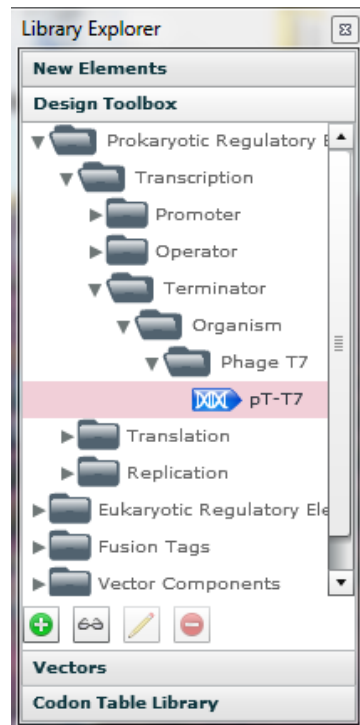 Library Explorer
New Elements
Design Toolbox
Prokaryotic Regulatory E
Transcription
Promoter
Operator
Terminator
Organism
Phage T7
pT-T7
Translation
Replication
Eukaryotic Regulatory Ele
Fusion Tags
Vector Components
Vectors
Codon Table Library